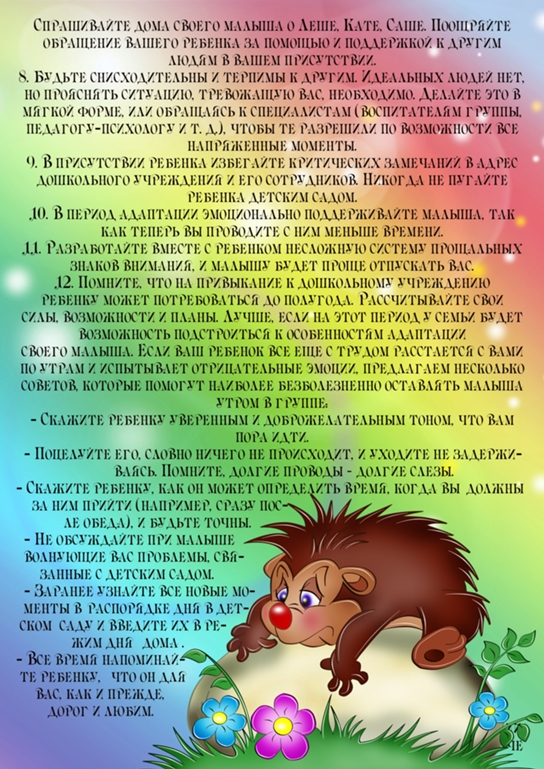 Спрашивайте дома своего малыша о Леше, Кате, Саше. Поощряйте
обращение вашего ребенка за помощью и поддержкой к другим
людям в вашем присутствии.
8. Будьте снисходительны и терпимы к другим. Идеальных людей нет,
но прояснять ситуацию, тревожащую вас, необходимо. Делайте это в
мягкой форме, или обращаясь к специалистам (воспитателям группы,
педагогу-психологу и т. д.), чтобы те разрешили по возможности все
напряженные моменты.
9. В присутствии ребенка избегайте критических замечаний в адрес
дошкольного учреждения и его сотрудников. Никогда не пугайте
ребенка детским садом.
10. В период адаптации эмоционально поддерживайте малыша, так
как теперь вы проводите с ним меньше времени.
11. Разработайте вместе с ребенком несложную систему прощальных
знаков внимания, и малышу будет проще отпускать вас.
12. Помните, что на привыкание к дошкольному учреждению
ребенку может потребоваться до полугода. Рассчитывайте свои
силы, возможности и планы. Лучше, если на этот период у семьи будет
возможность подстроиться к особенностям адаптации
своего малыша. Если ваш ребенок все еще с трудом расстается с вами
по утрам и испытывает отрицательные эмоции, предлагаем несколько
советов, которые помогут наиболее безболезненно оставлять малыша
утром в группе:
- Скажите ребенку уверенным и доброжелательным тоном, что вам
пора идти.
- Поцелуйте его, словно ничего не происходит, и уходите не задержи-
ваясь. Помните, долгие проводы - долгие слезы.
- Скажите ребенку, как он может определить время, когда вы должны
за ним прийти (например, сразу пос-
ле обеда), и будьте точны.
- Не обсуждайте при малыше
волнующие вас проблемы, свя-
занные с детским садом.
- Заранее узнайте все новые мо-
менты в распорядке дня в дет-
ском саду и введите их в ре-
жим дня дома.
- Все время напоминай-
те ребенку, что он для
вас, как и прежде,
дорог и любим.